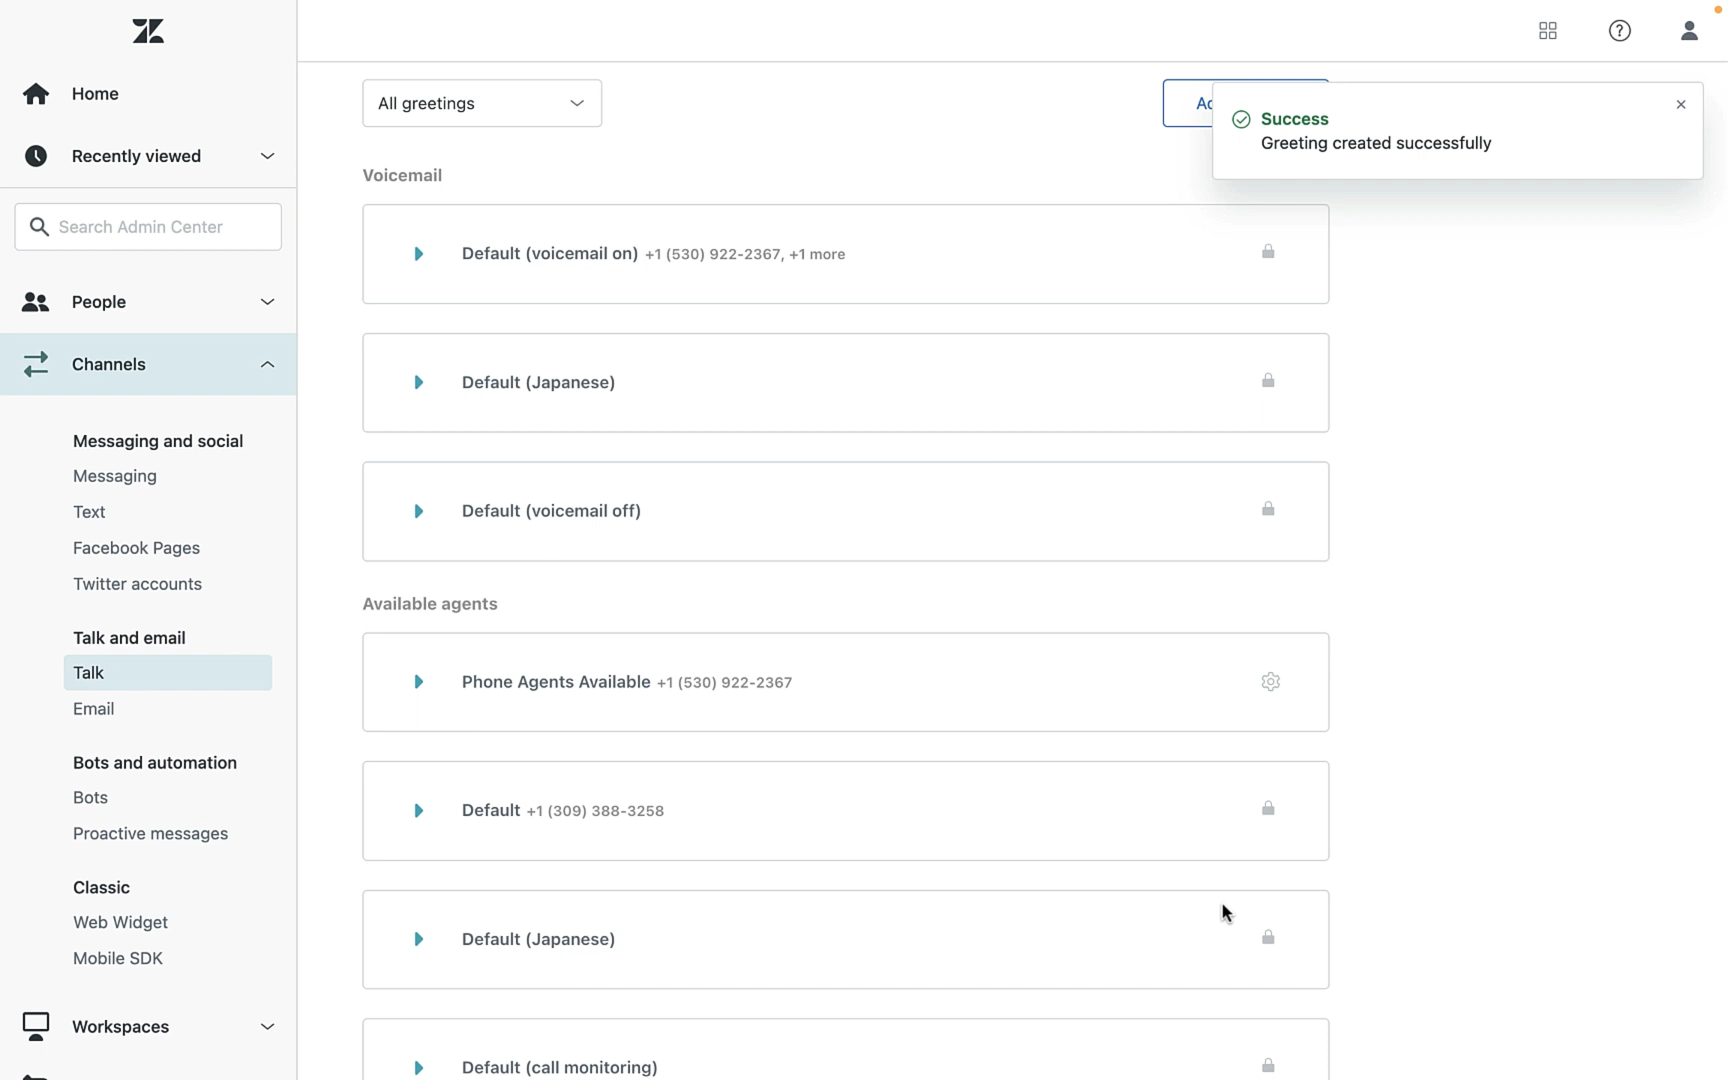 Home
Recently viewed
Search Admin Center
People
Channels
Messaging and social
Messaging
Text
Facebook Pages
Twitter accounts
Talk and email
Talk
Email
Bots and automation
Bots
Proactive messages
Classic
Web Widget
Mobile SDK
Workspaces
All greetings
Success
Greeting created successfully
Voicemail
Default (voicemail on) +1 (530) 922-2367, +1 more
Default (Japanese)
Default (voicemail off)
Available agents
Phone Agents Available +1 (530) 922-2367
Default +1 (309) 388-3258
Default (Japanese)
Default (call monitoring)